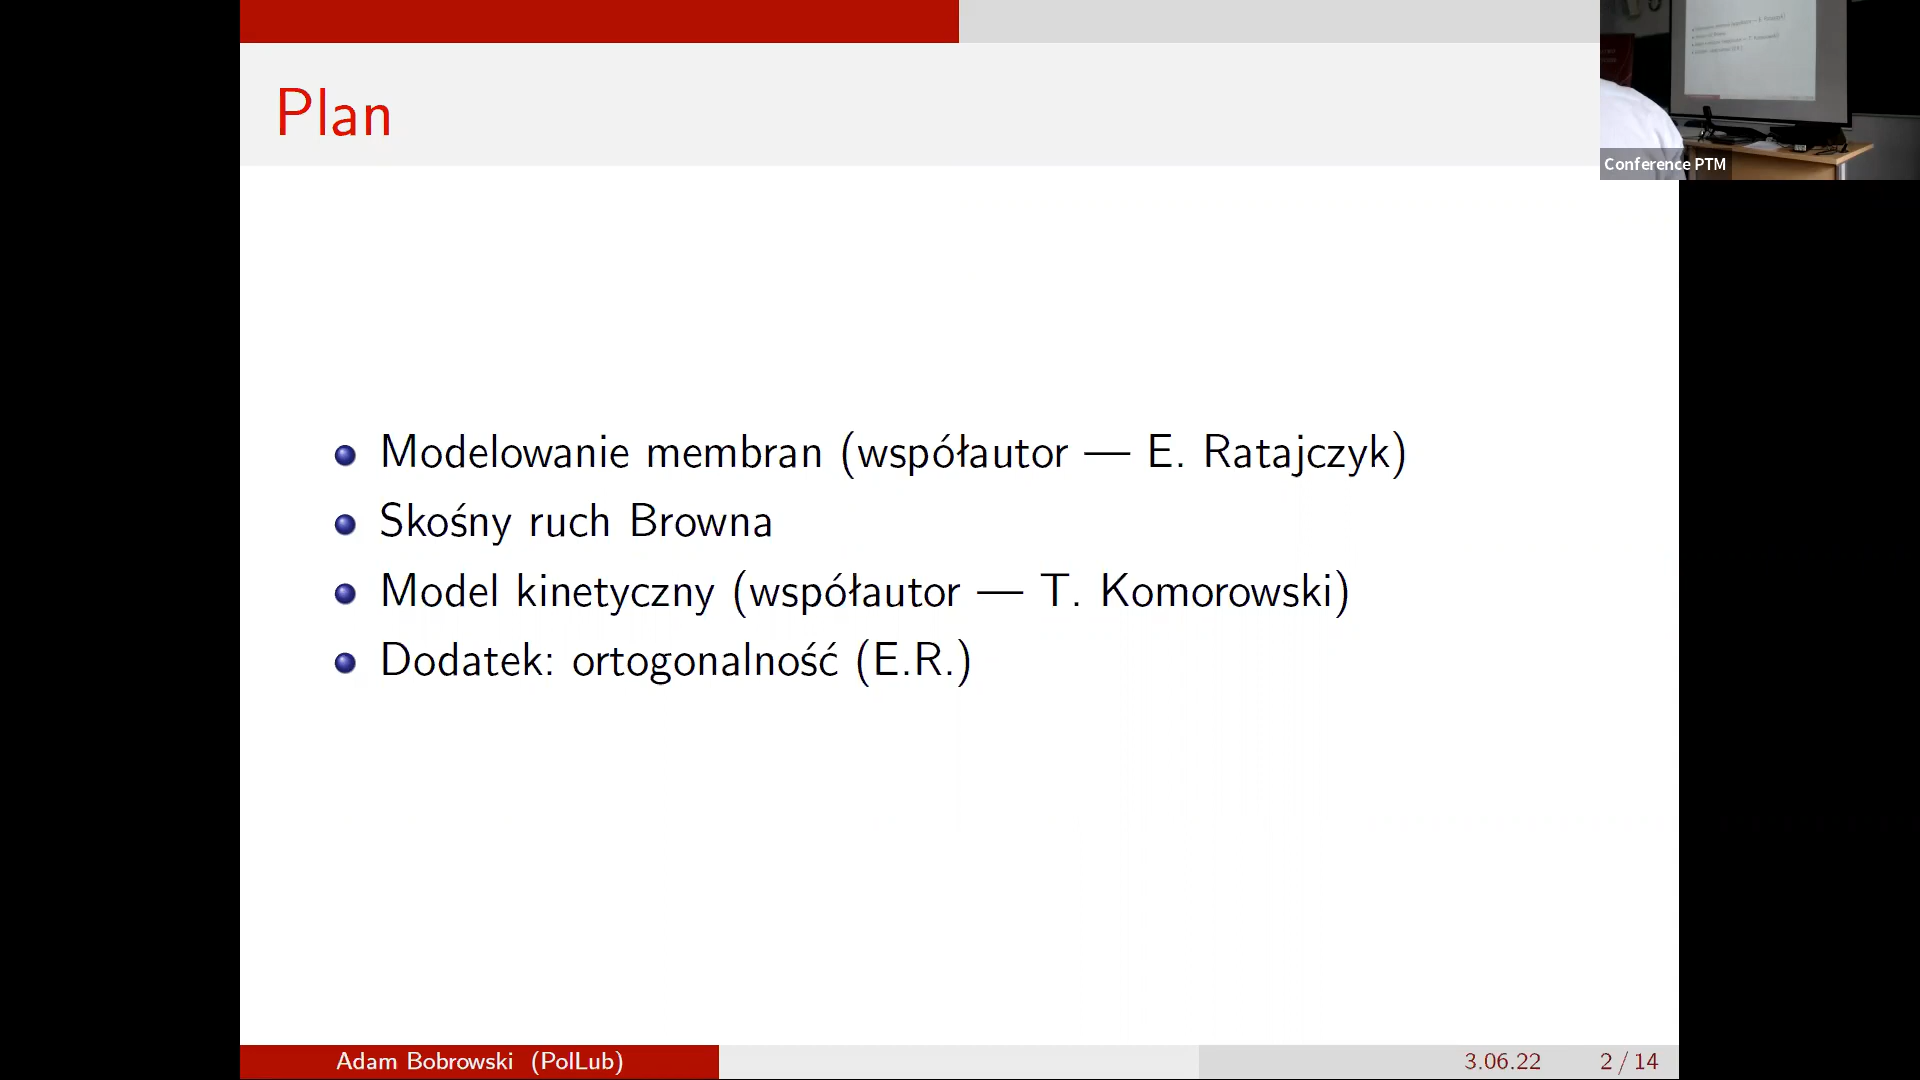 Plan
Conference PTM
Modelowanie membran (współautor — E. Ratajczyk)
Skośny ruch Browna
Model kinetyczny (współautor — T. Komorowski)
Dodatek: ortogonalność (E.R.)
Adam Bobrowski (PolLub)
3.06.22
2 / 14